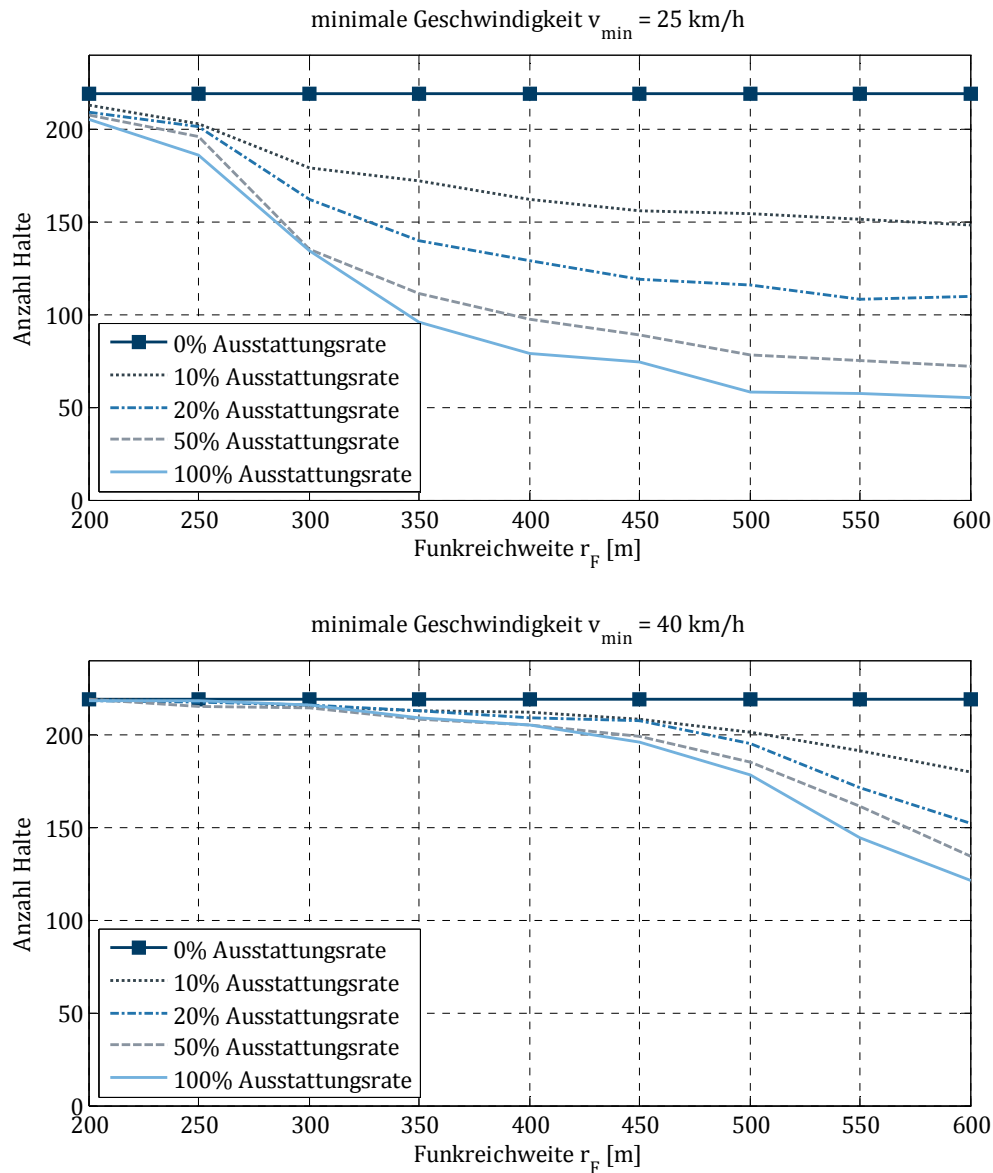 minimale Geschwindigkeit v_min = 25 km/h
Anzahl Halte
200
150
100
50
0
0% Ausstattungsrate
10% Ausstattungsrate
20% Ausstattungsrate
50% Ausstattungsrate
100% Ausstattungsrate
200 250 300 350 400 450 500 550 600
Funkreichweite r_F [m]
minimale Geschwindigkeit v_min = 40 km/h
Anzahl Halte
200
150
100
50
0
0% Ausstattungsrate
10% Ausstattungsrate
20% Ausstattungsrate
50% Ausstattungsrate
100% Ausstattungsrate
200 250 300 350 400 450 500 550 600
Funkreichweite r_F [m]